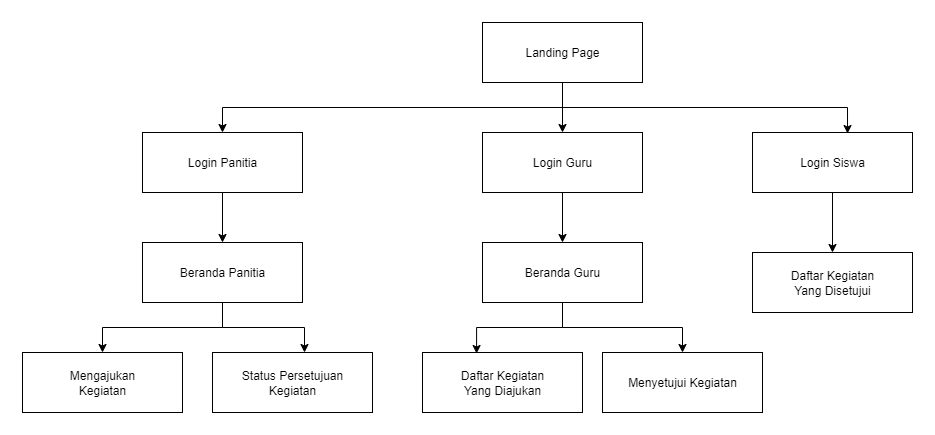 Landing Page
Login Panitia
Login Guru
Login Siswa
Beranda Panitia
Beranda Guru
Daftar Kegiatan
Yang Disetujui
Mengajukan
Kegiatan
Status Persetujuan
Kegiatan
Daftar Kegiatan
Yang Diajukan
Menyetujui Kegiatan